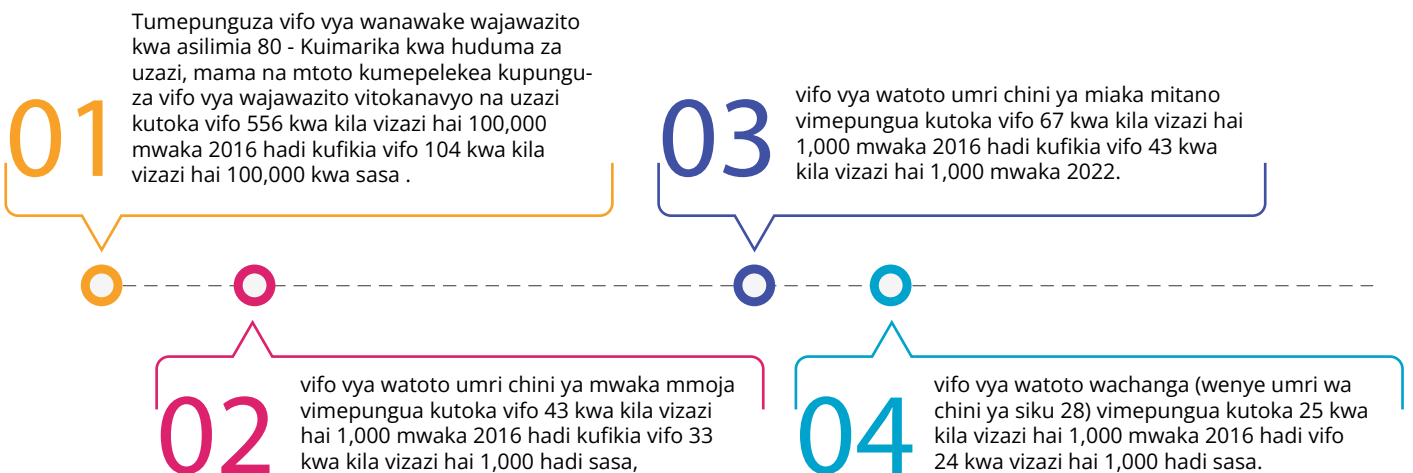 01
Tumepunguza vifo vya wanawake wajawazito
kwa asilimia 80 - Kuimarika kwa huduma za
uzazi, mama na mtoto kumepelekea kupungu-
za vifo vya wajawazito vitokanavyo na uzazi
kutoka vifo 556 kwa kila vizazi hai 100,000
mwaka 2016 hadi kufikia vifo 104 kwa kila
vizazi hai 100,000 kwa sasa .
02
vifo vya watoto umri chini ya mwaka mmoja
vimepungua kutoka vifo 43 kwa kila vizazi
hai 1,000 mwaka 2016 hadi kufikia vifo 33
kwa kila vizazi hai 1,000 hadi sasa,
03
vifo vya watoto umri chini ya miaka mitano
vimepungua kutoka vifo 67 kwa kila vizazi hai
1,000 mwaka 2016 hadi kufikia vifo 43 kwa
kila vizazi hai 1,000 mwaka 2022.
04
vifo vya watoto wachanga (wenye umri wa
chini ya siku 28) vimepungua kutoka 25 kwa
kila vizazi hai 1,000 mwaka 2016 hadi vifo
24 kwa vizazi hai 1,000 hadi sasa.